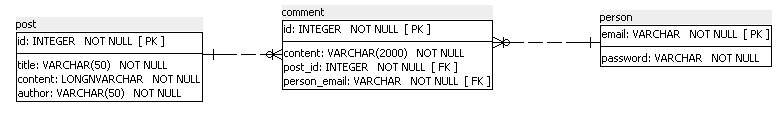 post
id: INTEGER NOT NULL [ PK ]
title: VARCHAR(50) NOT NULL
content: LONGNVARCHAR NOT NULL
author: VARCHAR(50) NOT NULL
comment
id: INTEGER NOT NULL [ PK ]
content: VARCHAR(2000) NOT NULL
post_id: INTEGER NOT NULL [ FK ]
person_email: VARCHAR NOT NULL [ FK ]
person
email: VARCHAR NOT NULL [ PK ]
password: VARCHAR NOT NULL